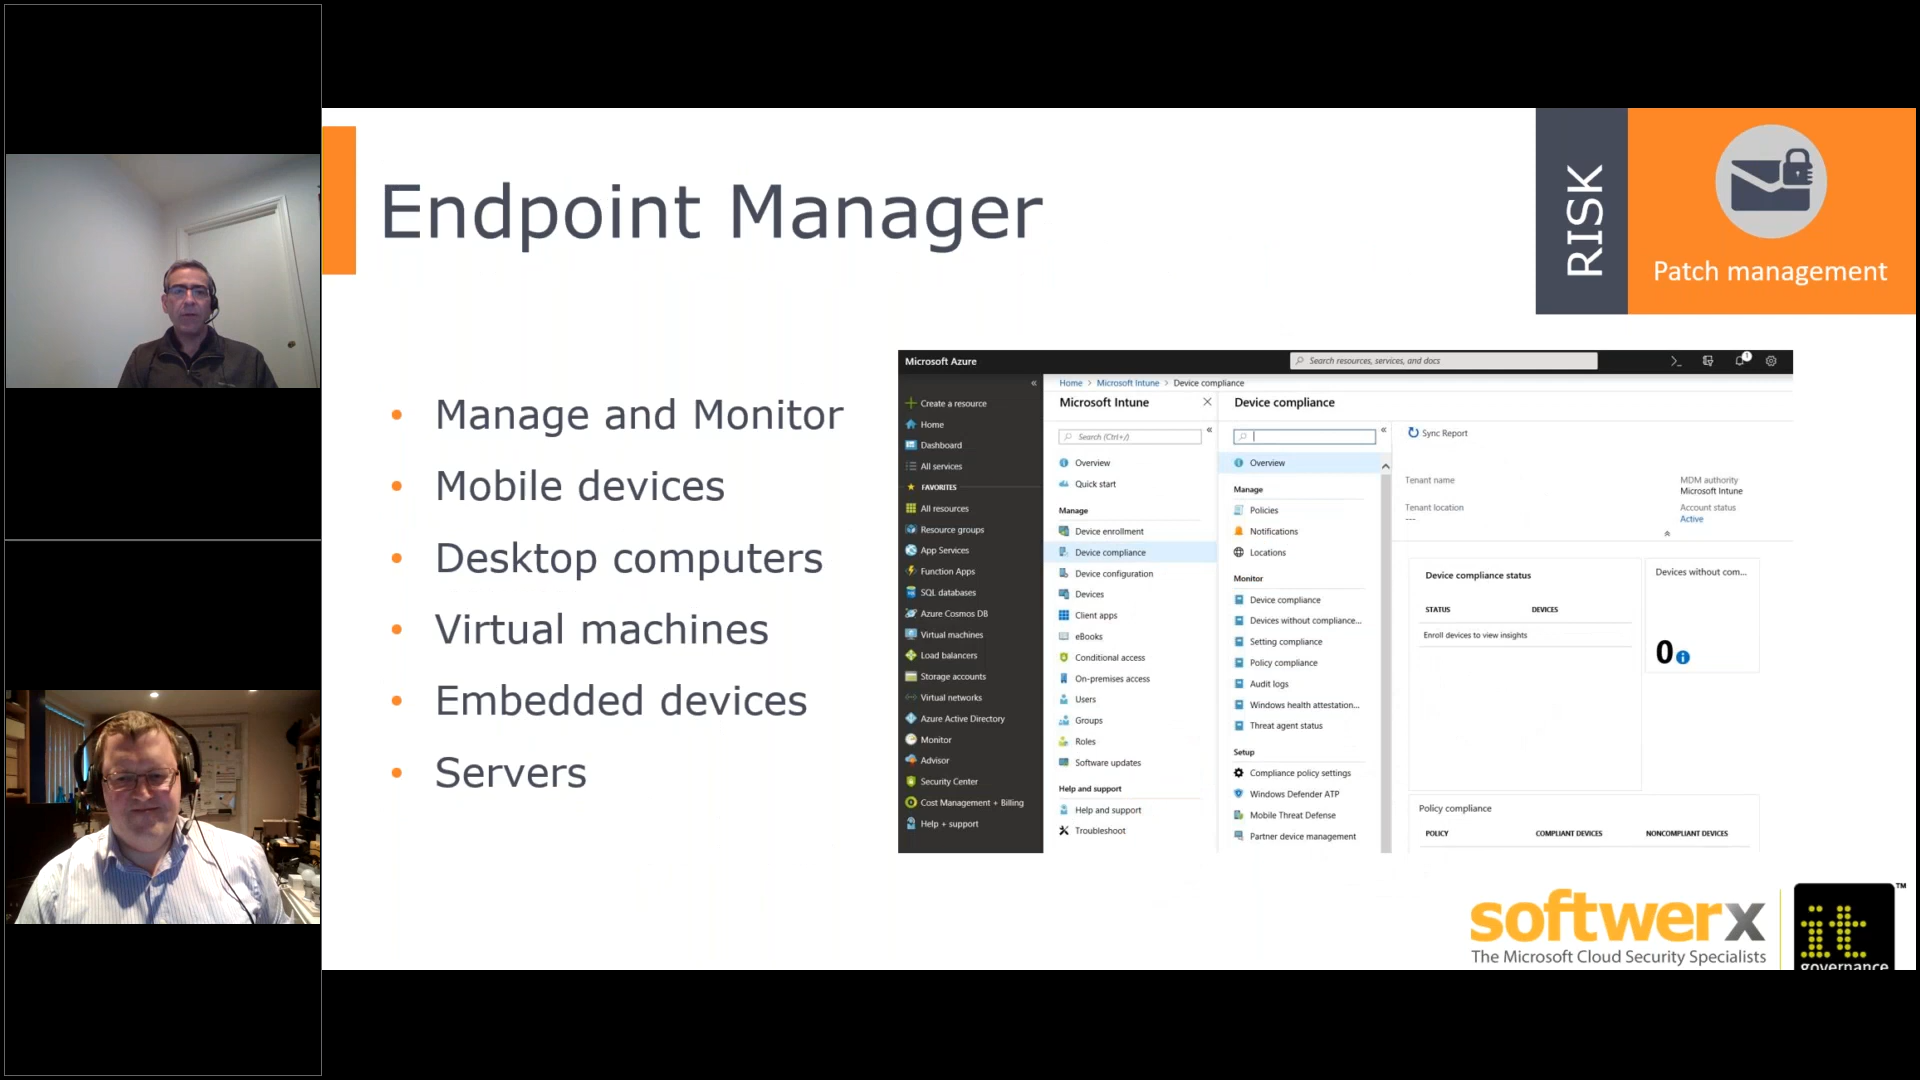 Endpoint Manager
RISK
Patch management
Manage and Monitor
Mobile devices
Desktop computers
Virtual machines
Embedded devices
Servers
Microsoft Azure
Search resources, services, and docs
1
Create a resource
Home
Dashboard
All services
FAVORITES
All resources
Resource groups
App Services
Function Apps
SQL databases
Azure Cosmos DB
Virtual machines
Load balancers
Storage accounts
Virtual networks
Azure Active Directory
Monitor
Advisor
Security Center
Cost Management + Billing
Help + support
Home > Microsoft Intune > Device compliance
Microsoft Intune
Search (Ctrl+/)
Overview
Quick start
Manage
Device enrollment
Device compliance
Device configuration
Devices
Client apps
eBooks
Conditional access
On-premises access
Users
Groups
Roles
Software updates
Help and support
Help and support
Troubleshoot
Device compliance
Overview
Manage
Policies
Notifications
Locations
Monitor
Device compliance
Devices without compliance...
Setting compliance
Policy compliance
Audit logs
Windows health attestation...
Threat agent status
Setup
Compliance policy settings
Windows Defender ATP
Mobile Threat Defense
Partner device management
Sync Report
Tenant name
Tenant location
---
MDM authority
Microsoft Intune
Account status
Active
Device compliance status
STATUS DEVICES
Enroll devices to view insights
Devices without com...
0
Policy compliance
POLICY COMPLIANT DEVICES NONCOMPLIANT DEVICES
softwerx
The Microsoft Cloud Security Specialists
it
governance
TM